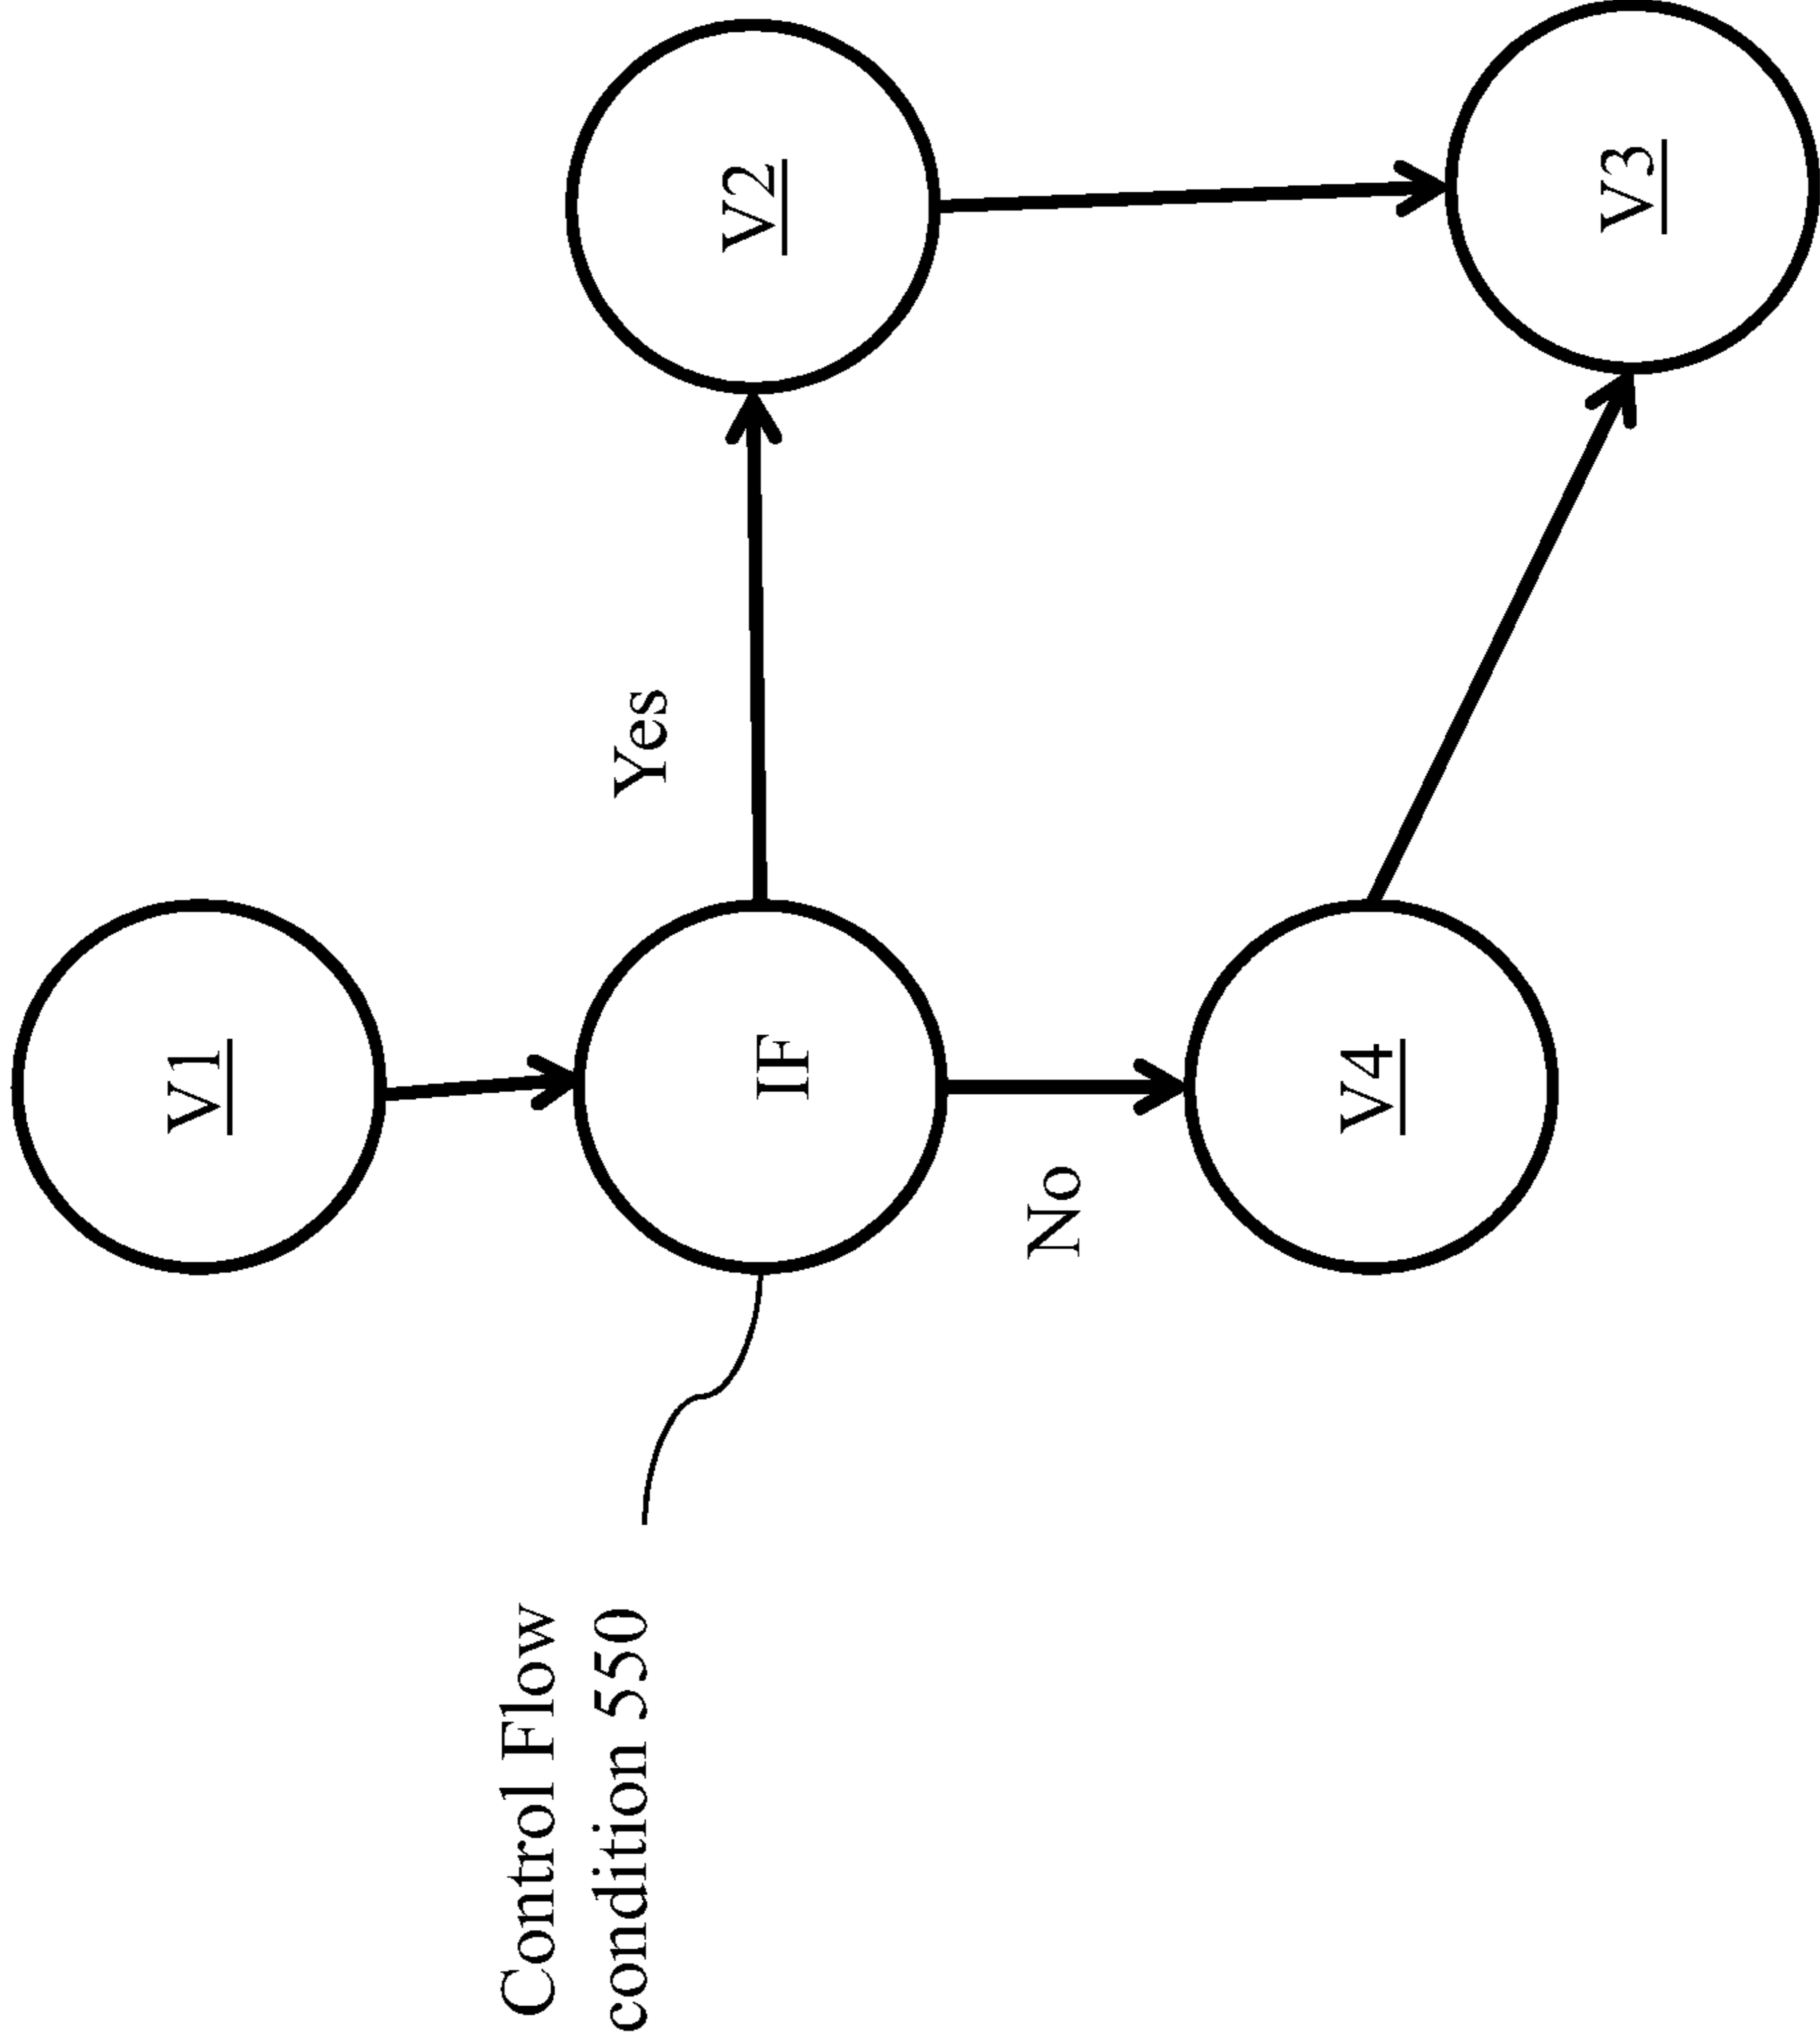 V1
IF
V4
V2
V3
Yes
No
Control Flow
condition 550